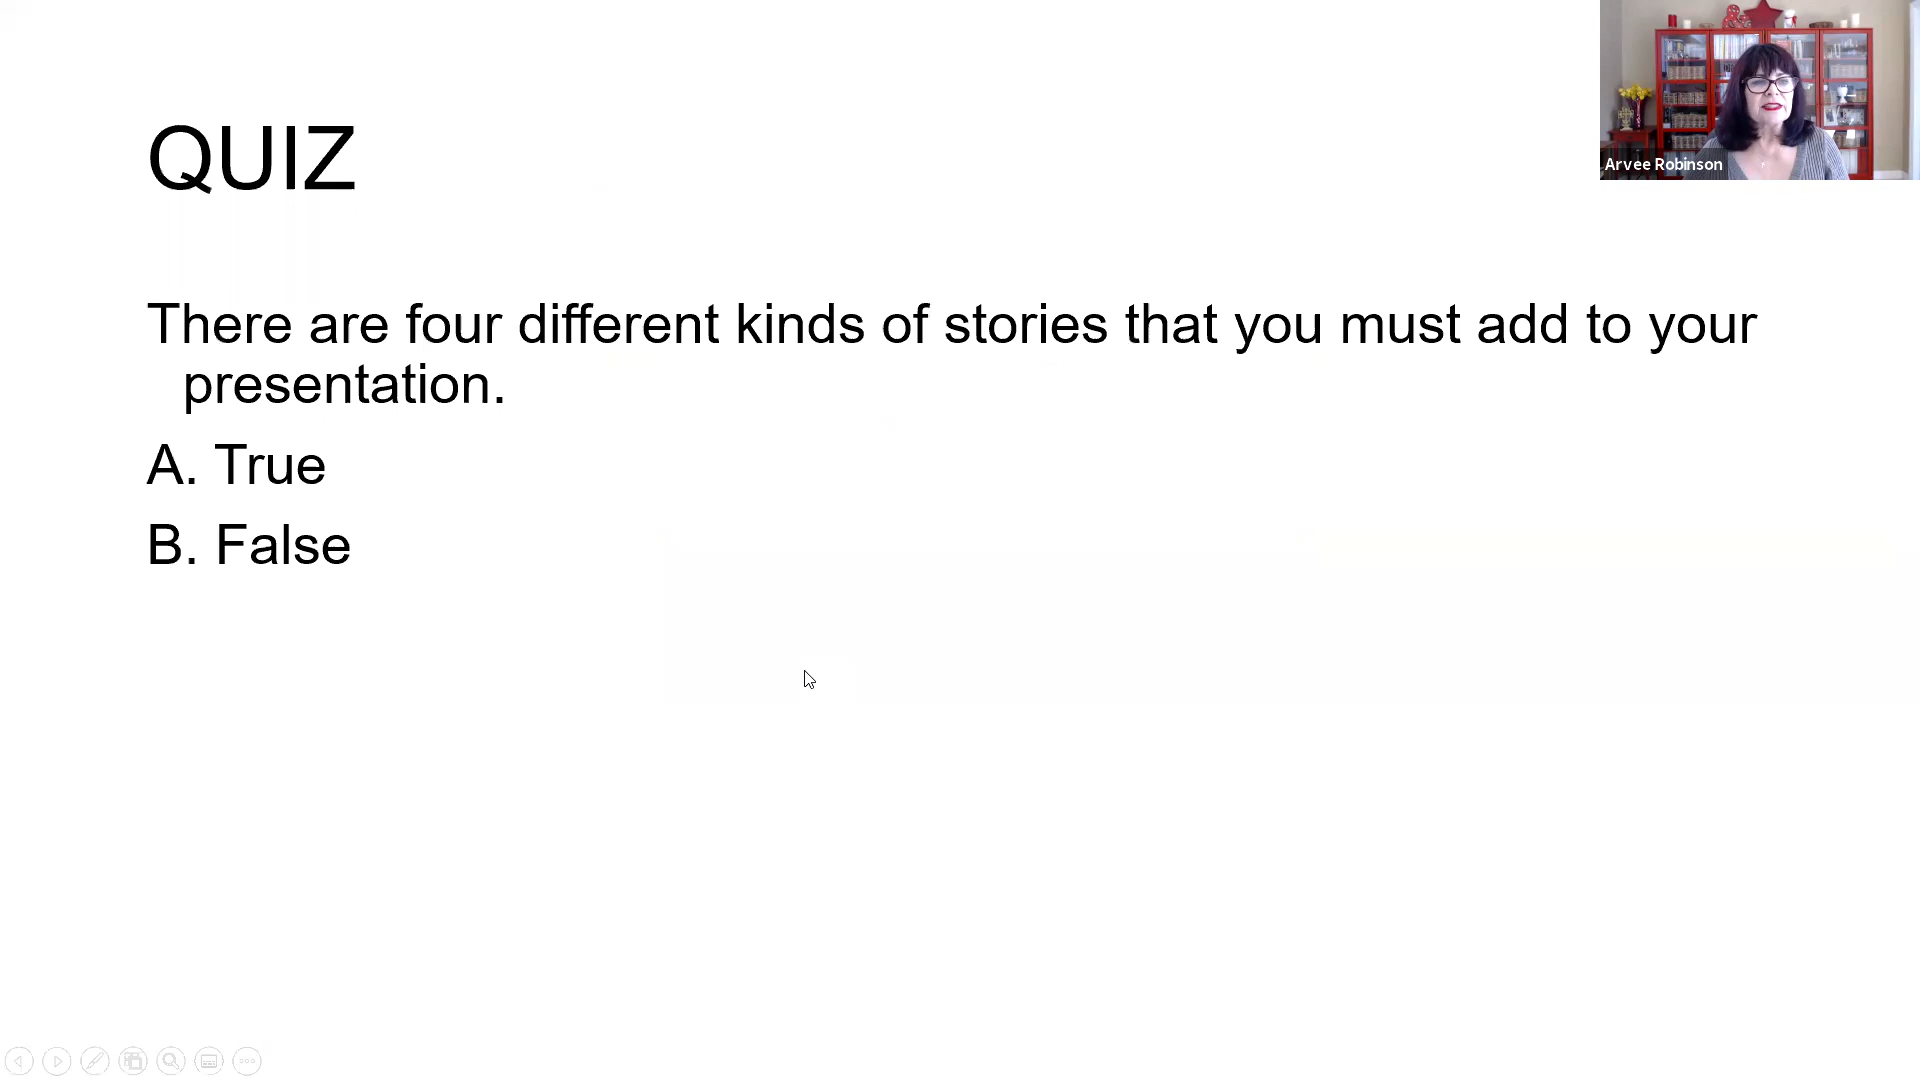 QUIZ
Arvee Robinson
There are four different kinds of stories that you must add to your
presentation.
A. True
B. False